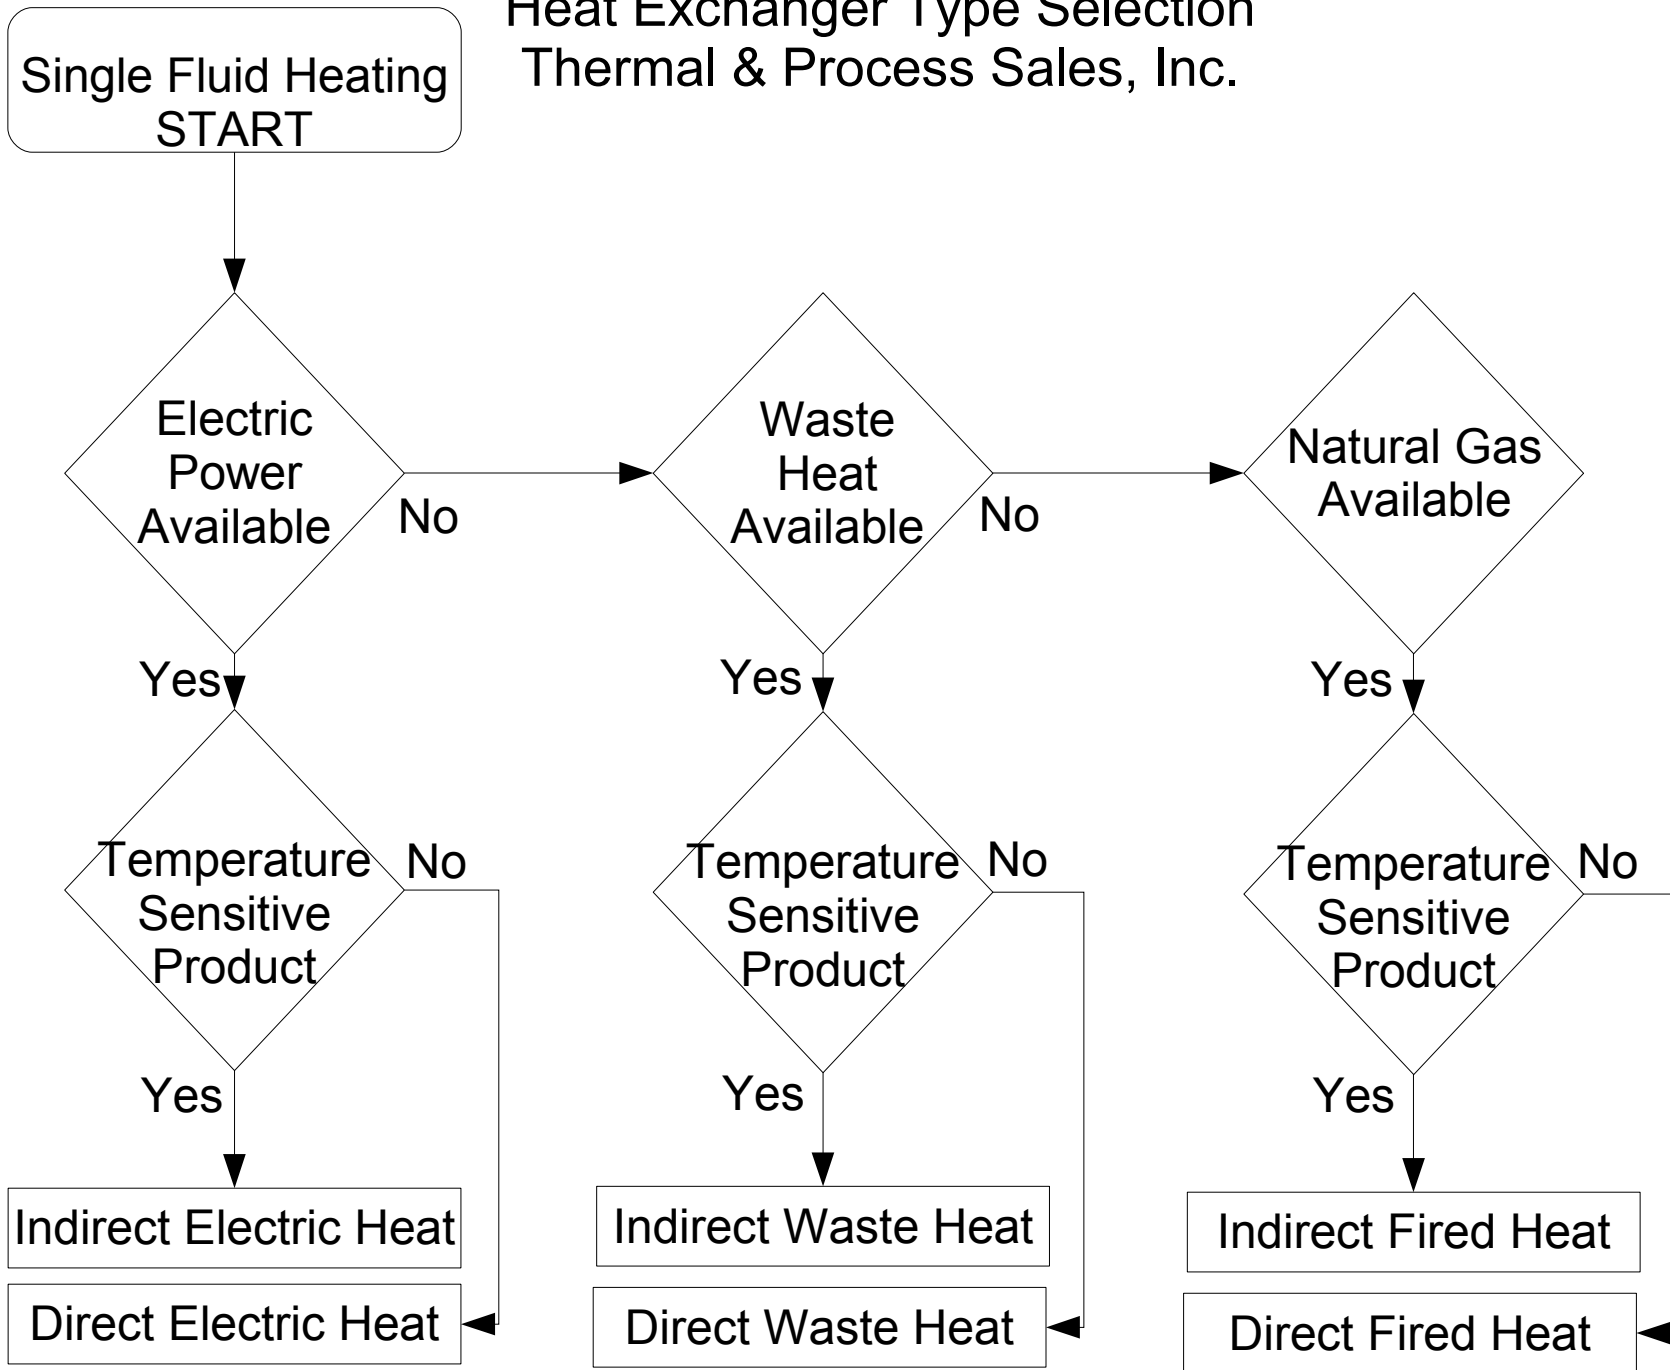 Heat Exchanger Type Selection
Thermal & Process Sales, Inc.
Single Fluid Heating
START
Electric
Power
Available
No
Waste
Heat
Available
No
Natural Gas
Available
Yes
Yes
Yes
Temperature
Sensitive
Product
No
Temperature
Sensitive
Product
No
Temperature
Sensitive
Product
No
Yes
Yes
Yes
Indirect Electric Heat
Indirect Waste Heat
Indirect Fired Heat
Direct Electric Heat
Direct Waste Heat
Direct Fired Heat